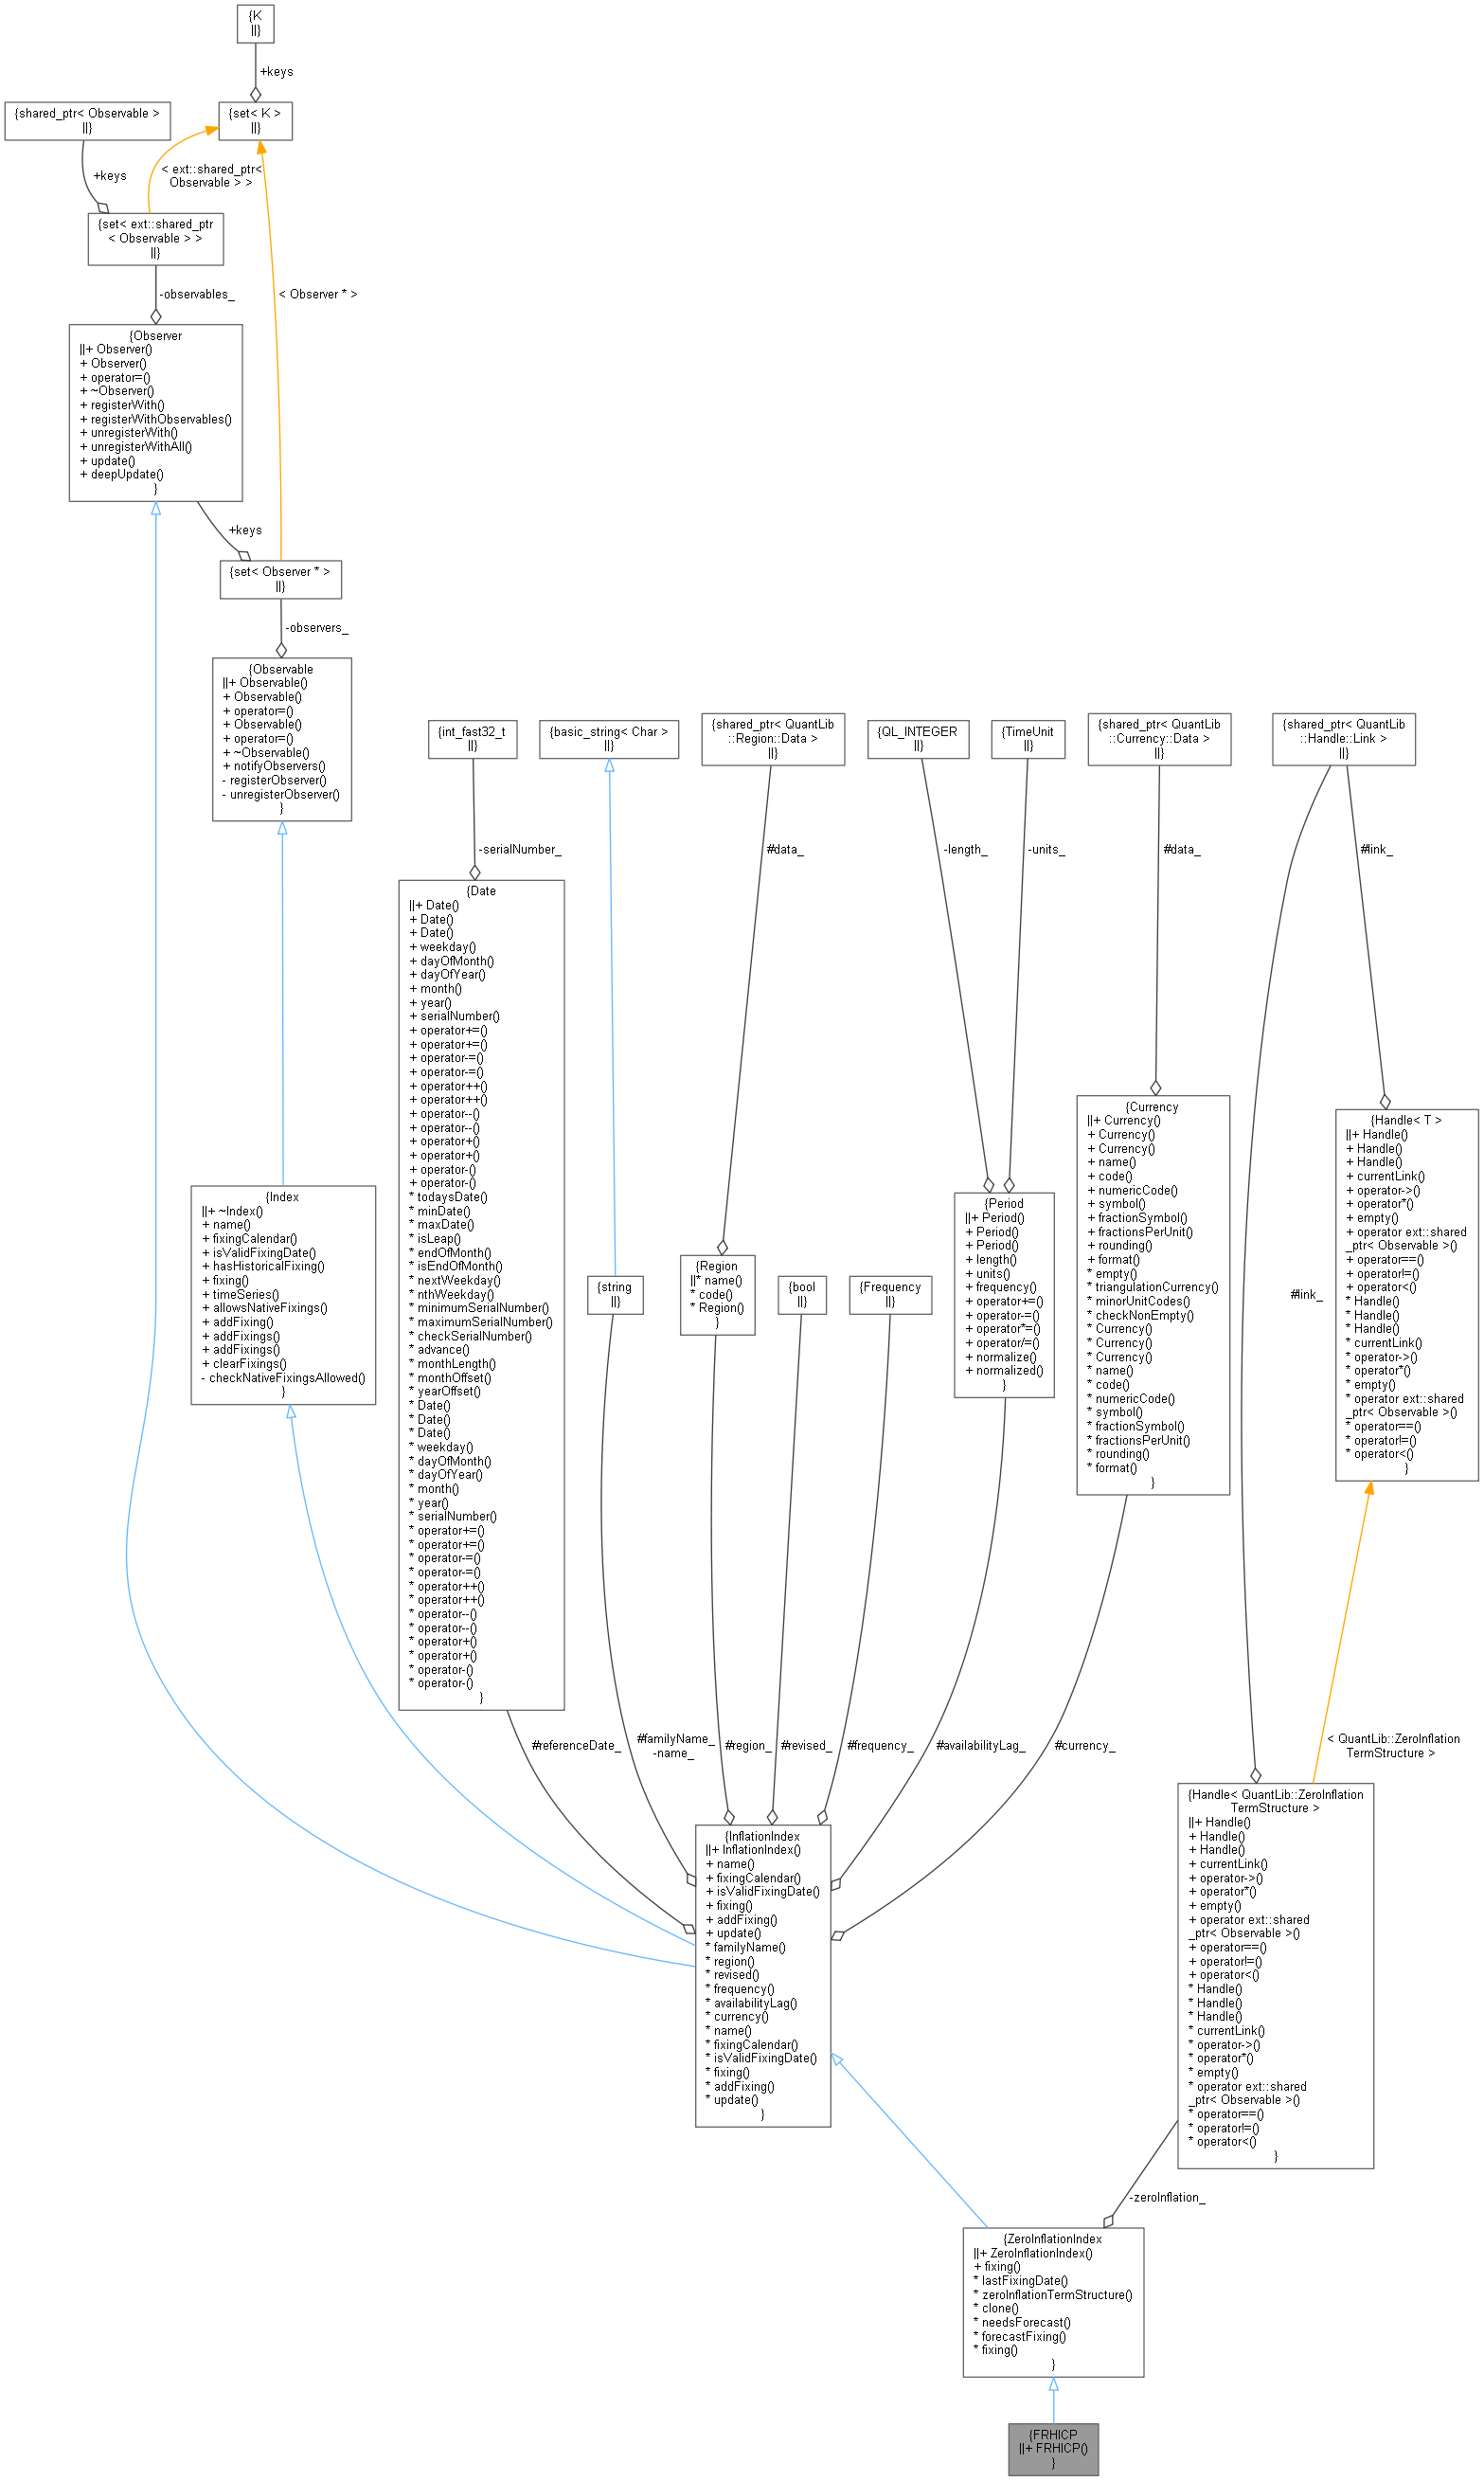 {K
||}
+keys
{shared_ptr< Observable >
||}
{set< K >
||}
+keys
< ext::shared_ptr<
Observable > >
{set< ext::shared_ptr
< Observable > >
||}
-observables_
< Observer * >
{Observer
||+ Observer()
+ Observer()
+ operator=()
+ ~Observer()
+ registerWith()
+ registerWithObservables()
+ unregisterWith()
+ unregisterWithAll()
+ update()
+ deepUpdate()
}
+keys
{set< Observer * >
||}
-observers_
{Observable
||+ Observable()
+ Observable()
+ operator=()
+ Observable()
+ operator=()
+ ~Observable()
+ notifyObservers()
- registerObserver()
- unregisterObserver()
}
{int_fast32_t
||}
{basic_string< Char >
||}
{shared_ptr< QuantLib
::Region::Data >
||}
{QL_INTEGER
||}
{TimeUnit
||}
{shared_ptr< QuantLib
::Currency::Data >
||}
{shared_ptr< QuantLib
::Handle::Link >
||}
-serialNumber_
#data_
-length_
-units_
#data_
#link_
{Date
||+ Date()
+ Date()
+ Date()
+ weekday()
+ dayOfMonth()
+ dayOfYear()
+ month()
+ year()
+ serialNumber()
+ operator+=()
+ operator+=()
+ operator-=()
+ operator-=()
+ operator++()
+ operator++()
+ operator--()
+ operator--()
+ operator+()
+ operator+()
+ operator-()
+ operator-()
* todaysDate()
* minDate()
* maxDate()
* isLeap()
* endOfMonth()
* isEndOfMonth()
* nextWeekday()
* nthWeekday()
* minimumSerialNumber()
* maximumSerialNumber()
* checkSerialNumber()
* advance()
* monthLength()
* monthOffset()
* yearOffset()
* Date()
* Date()
* Date()
* weekday()
* dayOfMonth()
* dayOfYear()
* month()
* year()
* serialNumber()
* operator+=()
* operator+=()
* operator-=()
* operator-=()
* operator++()
* operator++()
* operator--()
* operator--()
* operator+()
* operator+()
* operator-()
* operator-()
}
{Index
||+ ~Index()
+ name()
+ fixingCalendar()
+ isValidFixingDate()
+ hasHistoricalFixing()
+ fixing()
+ timeSeries()
+ allowsNativeFixings()
+ addFixing()
+ addFixings()
+ addFixings()
+ clearFixings()
- checkNativeFixingsAllowed()
}
{string
||}
{Region
||* name()
* code()
* Region()
}
{bool
||}
{Frequency
||}
{Period
||+ Period()
+ Period()
+ Period()
+ length()
+ units()
+ frequency()
+ operator+=()
+ operator-=()
+ operator*=()
+ operator/=()
+ normalize()
+ normalized()
}
{Currency
||+ Currency()
+ Currency()
+ Currency()
+ name()
+ code()
+ numericCode()
+ symbol()
+ fractionSymbol()
+ fractionsPerUnit()
+ rounding()
+ format()
* empty()
* triangulationCurrency()
* minorUnitCodes()
* checkNonEmpty()
* Currency()
* Currency()
* Currency()
* name()
* code()
* numericCode()
* symbol()
* fractionSymbol()
* fractionsPerUnit()
* rounding()
* format()
}
#link_
{Handle< T >
||+ Handle()
+ Handle()
+ Handle()
+ currentLink()
+ operator->()
+ operator*()
+ empty()
+ operator ext::shared
_ptr< Observable >()
+ operator==()
+ operator!=()
+ operator<()
* Handle()
* Handle()
* Handle()
* currentLink()
* operator->()
* operator*()
* empty()
* operator ext::shared
_ptr< Observable >()
* operator==()
* operator!=()
* operator<()
}
#referenceDate_
#familyName_
-name_
#region_
#revised_
#frequency_
#availabilityLag_
#currency_
< QuantLib::ZeroInflation
TermStructure >
{InflationIndex
||+ InflationIndex()
+ name()
+ fixingCalendar()
+ isValidFixingDate()
+ fixing()
+ addFixing()
+ update()
* familyName()
* region()
* revised()
* frequency()
* availabilityLag()
* currency()
* name()
* fixingCalendar()
* isValidFixingDate()
* fixing()
* addFixing()
* update()
}
{Handle< QuantLib::ZeroInflation
TermStructure >
||+ Handle()
+ Handle()
+ Handle()
+ currentLink()
+ operator->()
+ operator*()
+ empty()
+ operator ext::shared
_ptr< Observable >()
+ operator==()
+ operator!=()
+ operator<()
* Handle()
* Handle()
* Handle()
* currentLink()
* operator->()
* operator*()
* empty()
* operator ext::shared
_ptr< Observable >()
* operator==()
* operator!=()
* operator<()
}
-zeroInflation_
{ZeroInflationIndex
||+ ZeroInflationIndex()
+ fixing()
* lastFixingDate()
* zeroInflationTermStructure()
* clone()
* needsForecast()
* forecastFixing()
* fixing()
}
{FRHICP
||+ FRHICP()
}